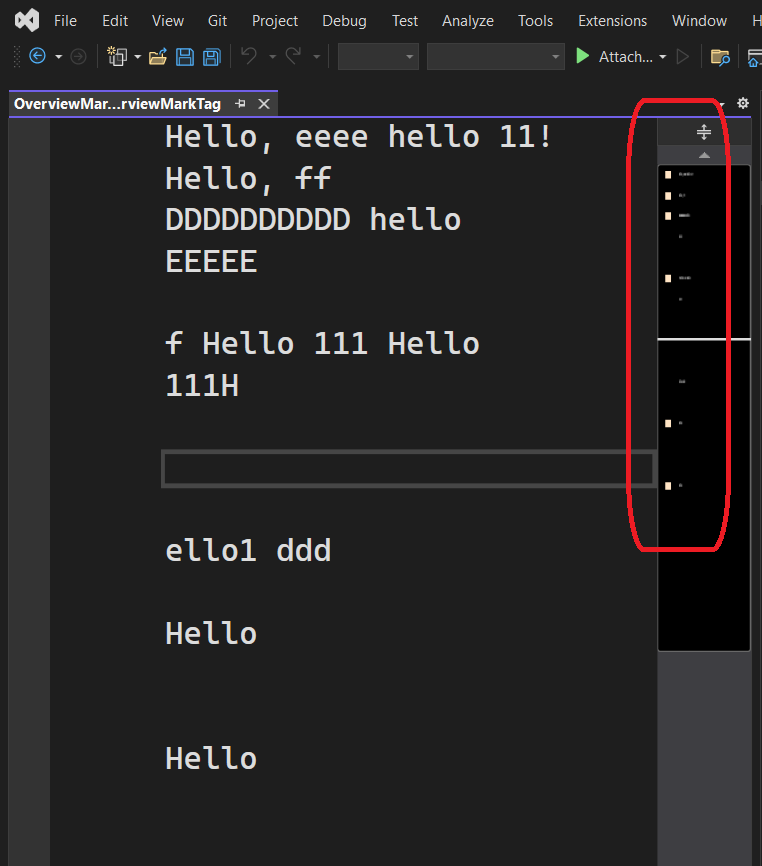 File Edit View Git Project Debug Test Analyze Tools Extensions Window H
Attach...
OverviewMar...rviewMarkTag
Hello, eeee hello 11!
Hello, ff
DDDDDDDDDD hello
EEEEE
f Hello 111 Hello
111H
ello1 ddd
Hello
Hello